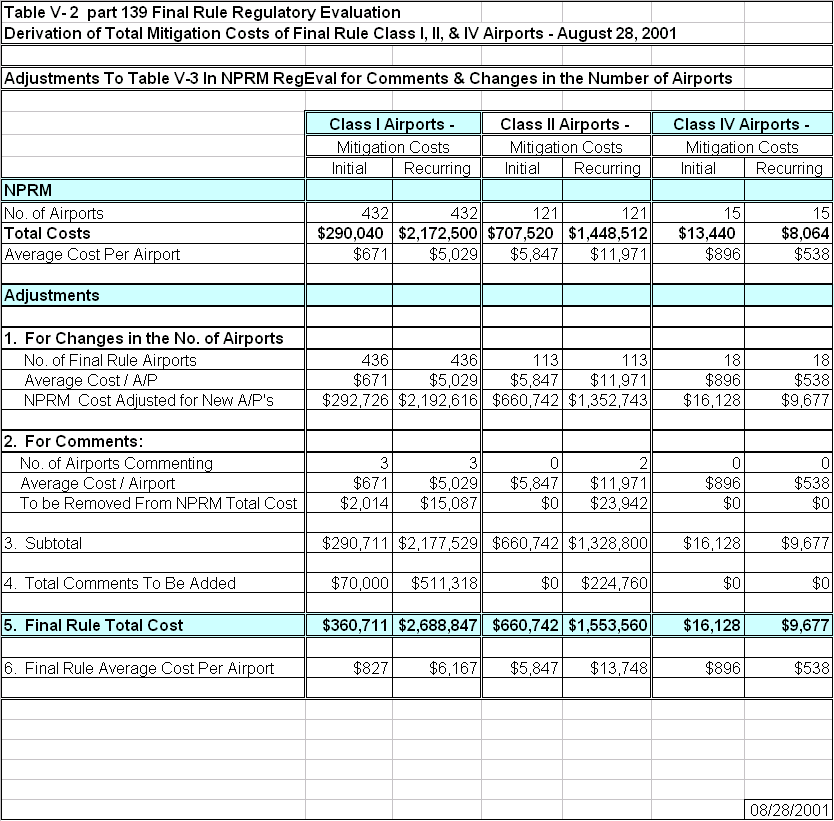 Table V- 2 part 139 Final Rule Regulatory Evaluation
Derivation of Total Mitigation Costs of Final Rule Class I, II, & IV Airports - August 28, 2001
Adjustments To Table V-3 In NPRM RegEval for Comments & Changes in the Number of Airports
Class I Airports - Class II Airports - Class IV Airports -
Mitigation Costs Mitigation Costs Mitigation Costs
Initial Recurring Initial Recurring Initial Recurring
NPRM
No. of Airports 432 432 121 121 15 15
Total Costs $290,040 $2,172,500 $707,520 $1,448,512 $13,440 $8,064
Average Cost Per Airport $671 $5,029 $5,847 $11,971 $896 $538
Adjustments
1. For Changes in the No. of Airports
No. of Final Rule Airports 436 436 113 113 18 18
Average Cost / A/P $671 $5,029 $5,847 $11,971 $896 $538
NPRM Cost Adjusted for New A/P's $292,726 $2,192,616 $660,742 $1,352,743 $16,128 $9,677
2. For Comments:
No. of Airports Commenting 3 3 0 2 0 0
Average Cost / Airport $671 $5,029 $5,847 $11,971 $896 $538
To be Removed From NPRM Total Cost $2,014 $15,087 $0 $23,942 $0 $0
3. Subtotal $290,711 $2,177,529 $660,742 $1,328,800 $16,128 $9,677
4. Total Comments To Be Added $70,000 $511,318 $0 $224,760 $0 $0
5. Final Rule Total Cost $360,711 $2,688,847 $660,742 $1,553,560 $16,128 $9,677
6. Final Rule Average Cost Per Airport $827 $6,167 $5,847 $13,748 $896 $538
08/28/2001